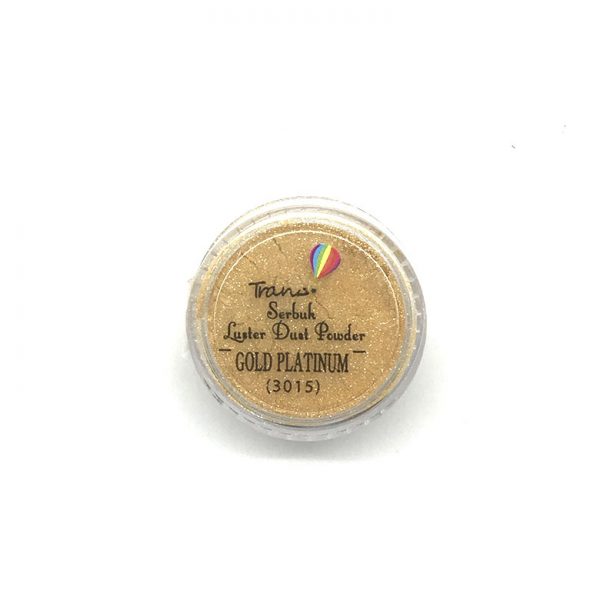 Trans.
Serbuk
Luster Dust Powder
GOLD PLATINUM
(3015)